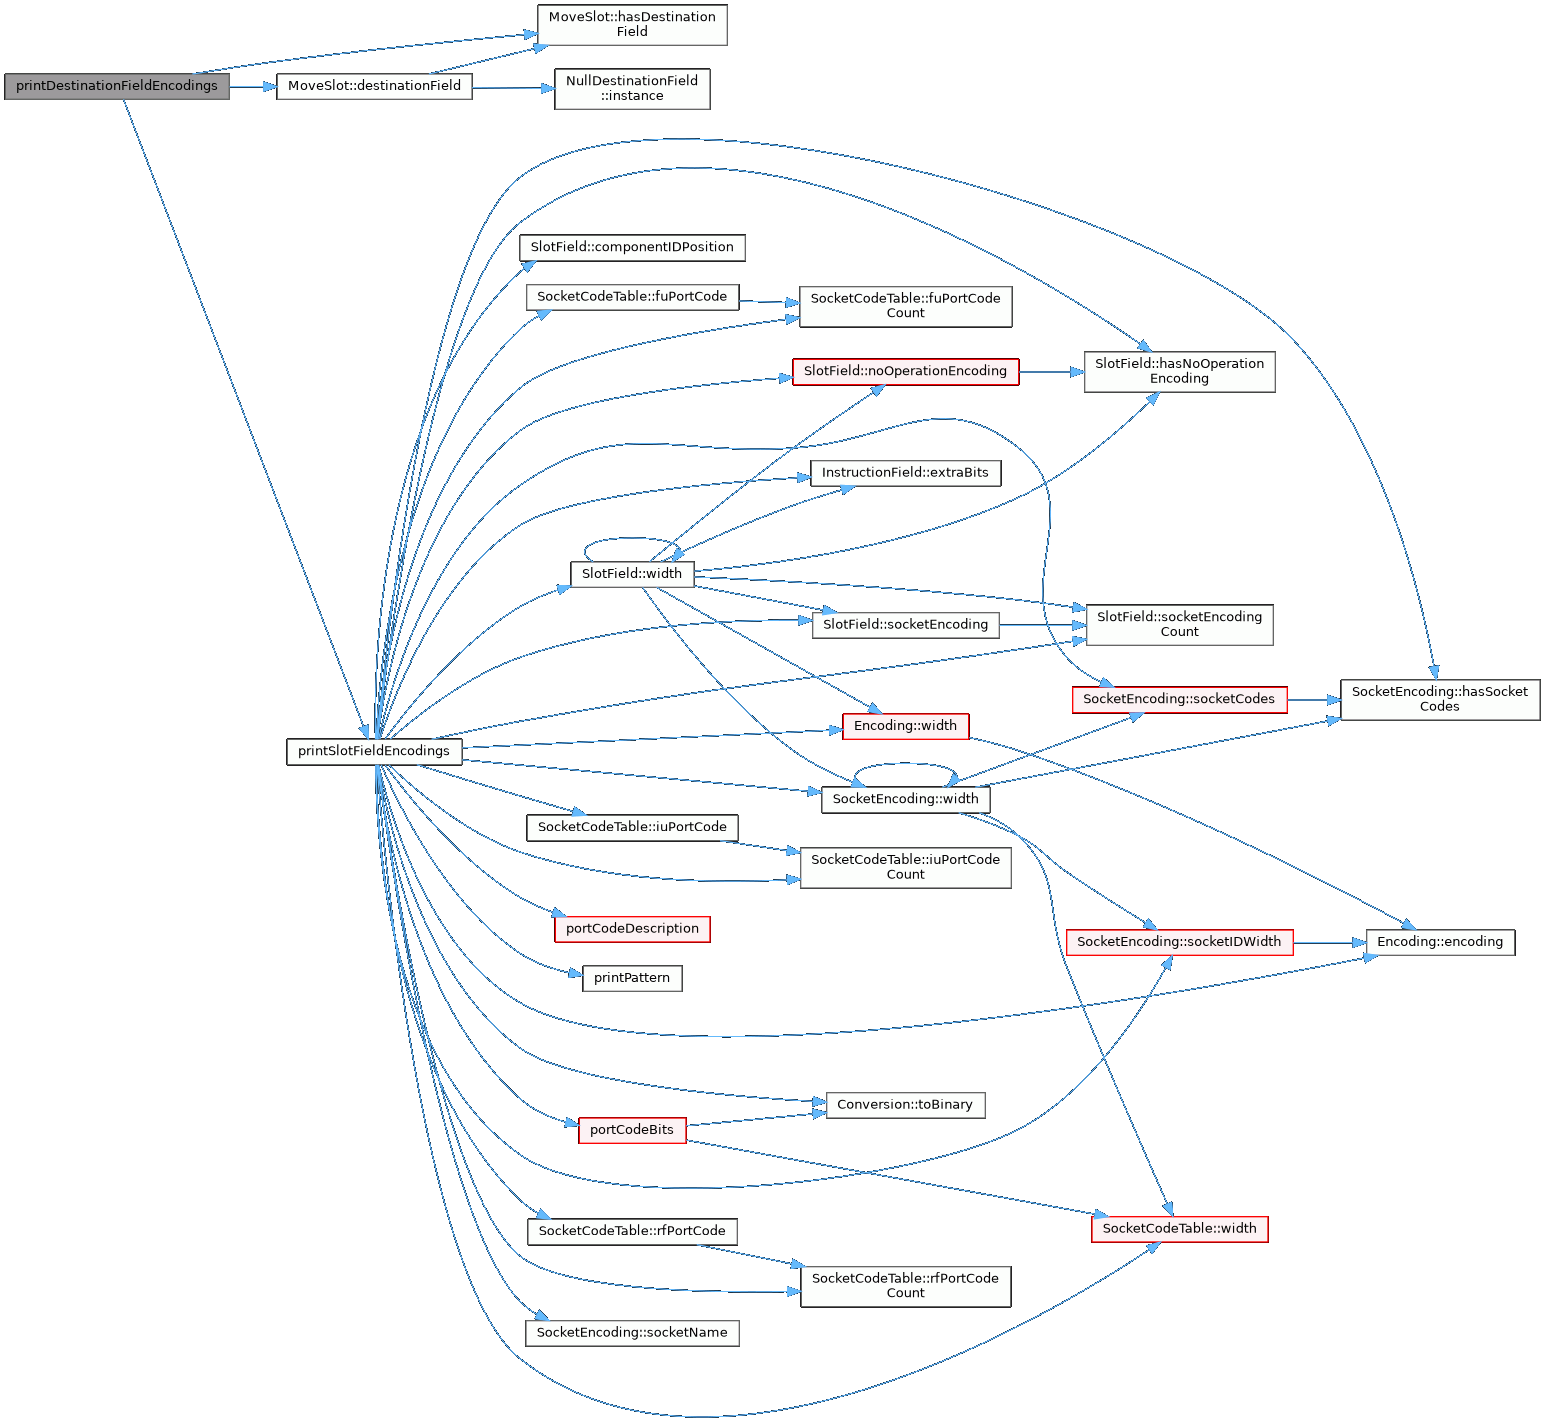 MoveSlot::hasDestination
Field
printDestinationFieldEncodings
MoveSlot::destinationField
NullDestinationField
::instance
SlotField::componentIDPosition
SocketCodeTable::fuPortCode
SocketCodeTable::fuPortCode
Count
SlotField::noOperationEncoding
SlotField::hasNoOperation
Encoding
InstructionField::extraBits
SlotField::width
SlotField::socketEncoding
SlotField::socketEncoding
Count
SocketEncoding::socketCodes
SocketEncoding::hasSocket
Codes
Encoding::width
printSlotFieldEncodings
SocketEncoding::width
SocketCodeTable::iuPortCode
SocketCodeTable::iuPortCode
Count
portCodeDescription
SocketEncoding::socketIDWidth
Encoding::encoding
printPattern
Conversion::toBinary
portCodeBits
SocketCodeTable::rfPortCode
SocketCodeTable::width
SocketCodeTable::rfPortCode
Count
SocketEncoding::socketName